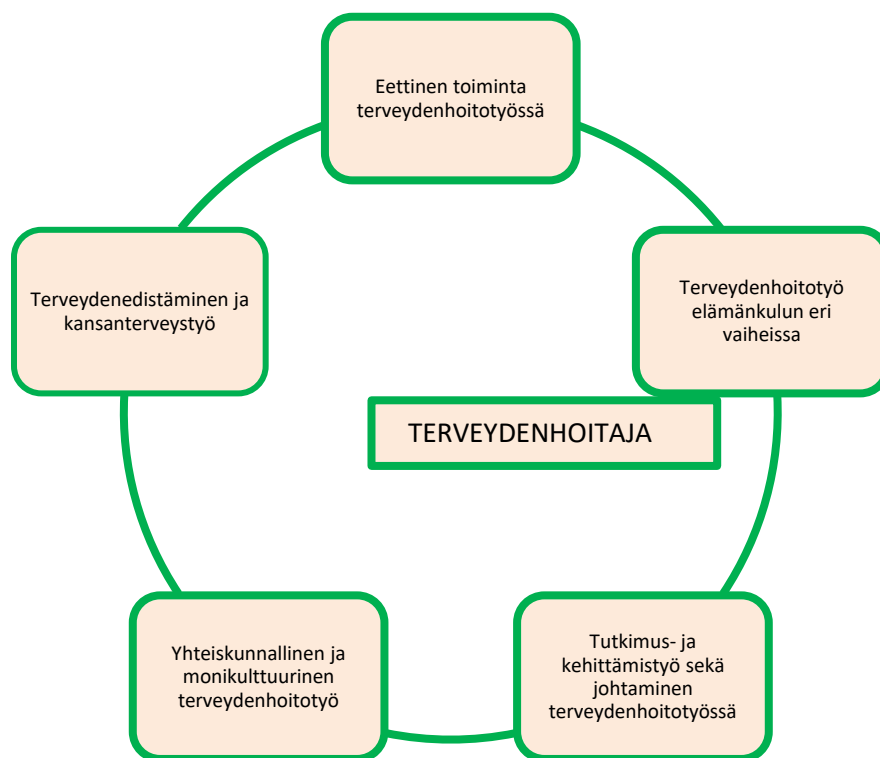 Eettinen toiminta
terveydenhoitotyössä
Terveydenhoitotyö
elämänkulun eri
vaiheissa
Tutkimus- ja
kehittämistyö sekä
johtaminen
terveydenhoitotyössä
Yhteiskunnallinen ja
monikulttuurinen
terveydenhoitotyö
Terveydenedistäminen ja
kansanterveystyö
TERVEYDENHOITAJA